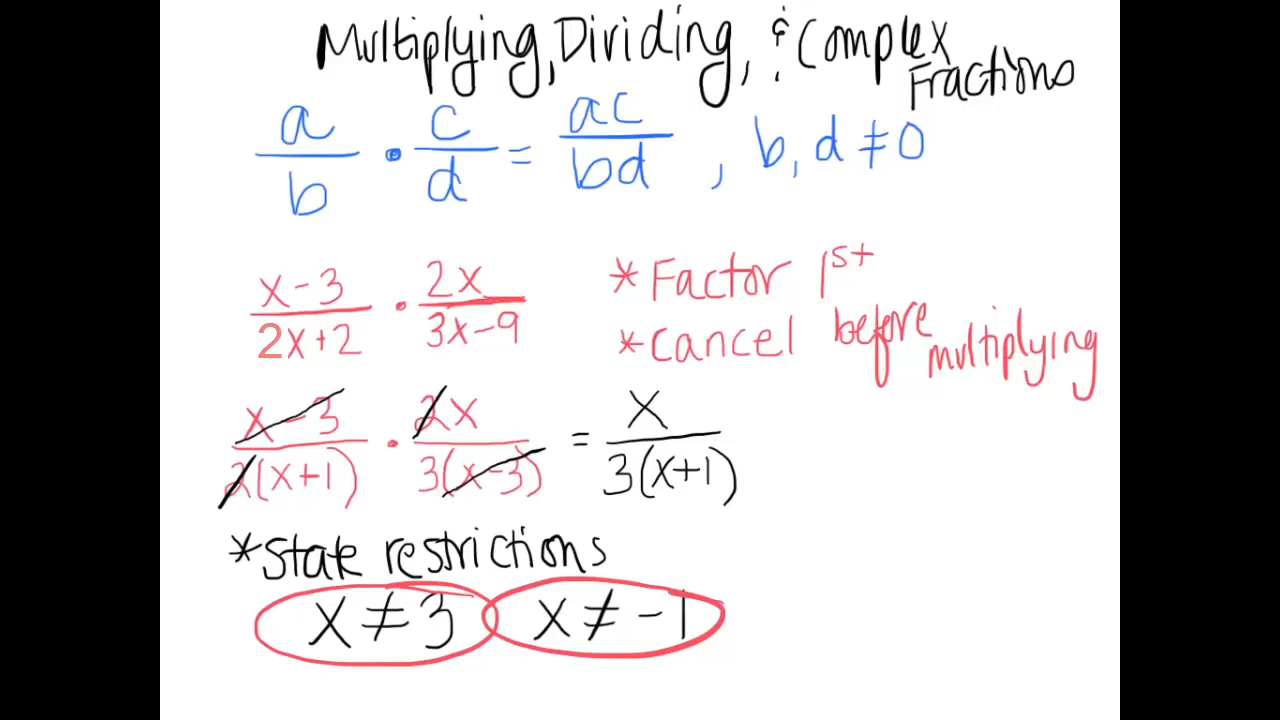 Multiplying, Dividing, & Complex Fractions
a/b · c/d = ac/bd , b, d ≠ 0
x-3/2x+2 · 2x/3x-9
* Factor 1st
* Cancel before multiplying
x-3/2(x+1) · 2x/3(x-3) = x/3(x+1)
*State restrictions
x ≠ 3 x ≠ -1